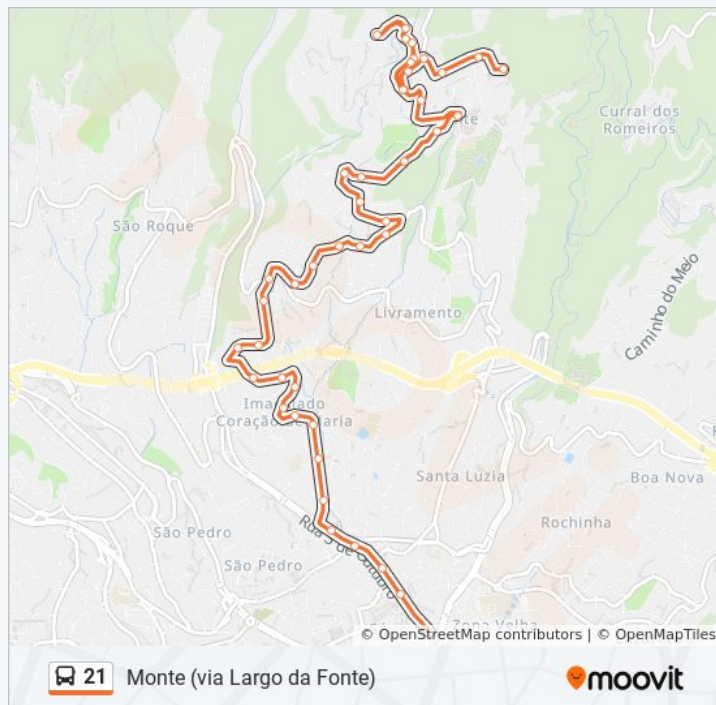 Curral dos
Romeiros
São Roque
Caminho do Meio
Livramento
Coração de Maria
Santa Luzia
Boa Nova
Rochinha
São Pedro
Rua 5 de Outubro
São Pedro
Zona Velha
© OpenStreetMap contributors | © OpenMapTiles
21 Monte (via Largo da Fonte)
moovit